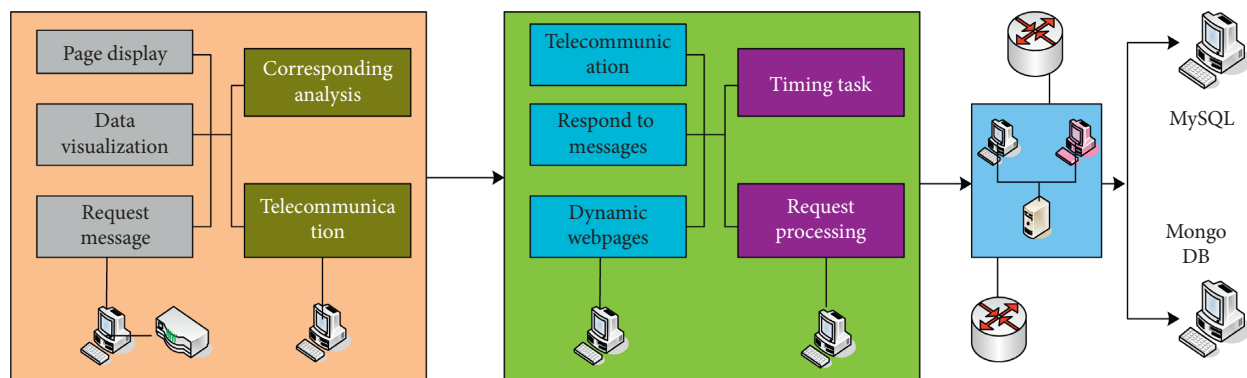 Page display
Data
visualization
Request
message
Corresponding
analysis
Telecommunica
tion
Telecommunic
ation
Respond to
messages
Dynamic
webpages
Timing task
Request
processing
MySQL
Mongo
DB